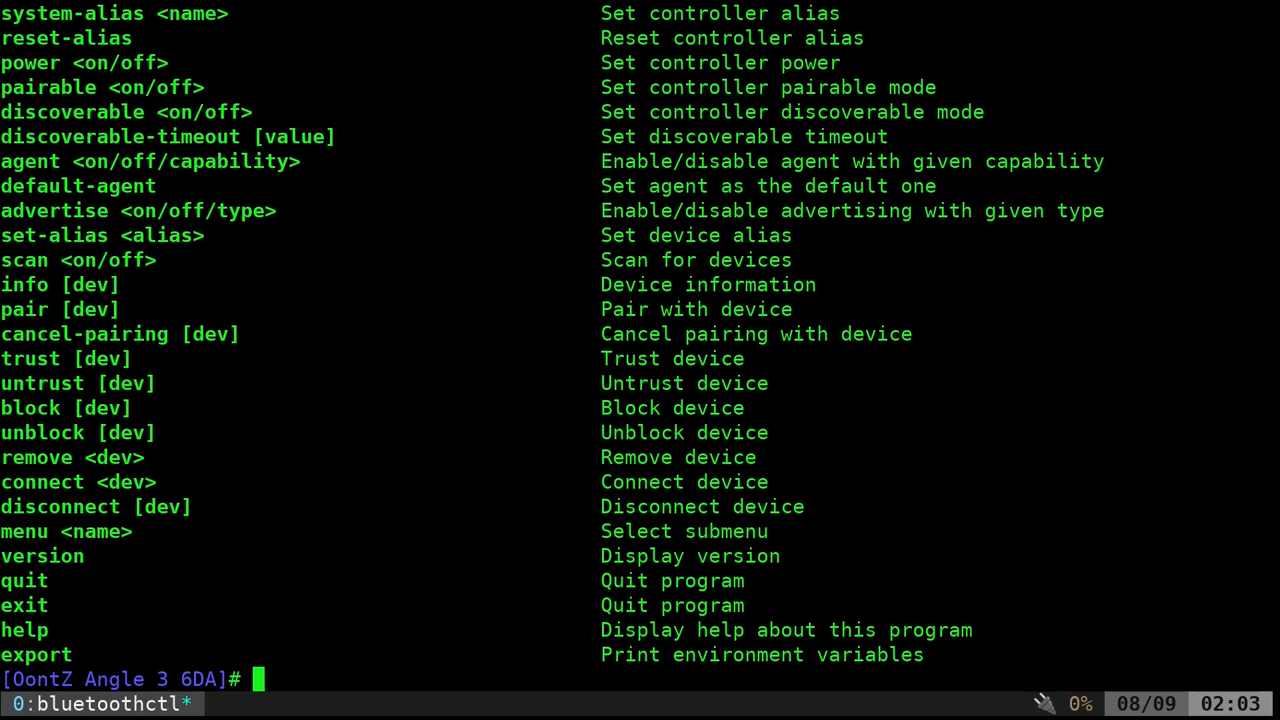 system-alias <name> Set controller alias
reset-alias Reset controller alias
power <on/off> Set controller power
pairable <on/off> Set controller pairable mode
discoverable <on/off> Set controller discoverable mode
discoverable-timeout [value] Set discoverable timeout
agent <on/off/capability> Enable/disable agent with given capability
default-agent Set agent as the default one
advertise <on/off/type> Enable/disable advertising with given type
set-alias <alias> Set device alias
scan <on/off> Scan for devices
info [dev] Device information
pair [dev] Pair with device
cancel-pairing [dev] Cancel pairing with device
trust [dev] Trust device
untrust [dev] Untrust device
block [dev] Block device
unblock [dev] Unblock device
remove <dev> Remove device
connect <dev> Connect device
disconnect [dev] Disconnect device
menu <name> Select submenu
version Display version
quit Quit program
exit Quit program
help Display help about this program
export Print environment variables
[OontZ Angle 3 6DA]#
0:bluetoothctl* 0% 08/09 02:03